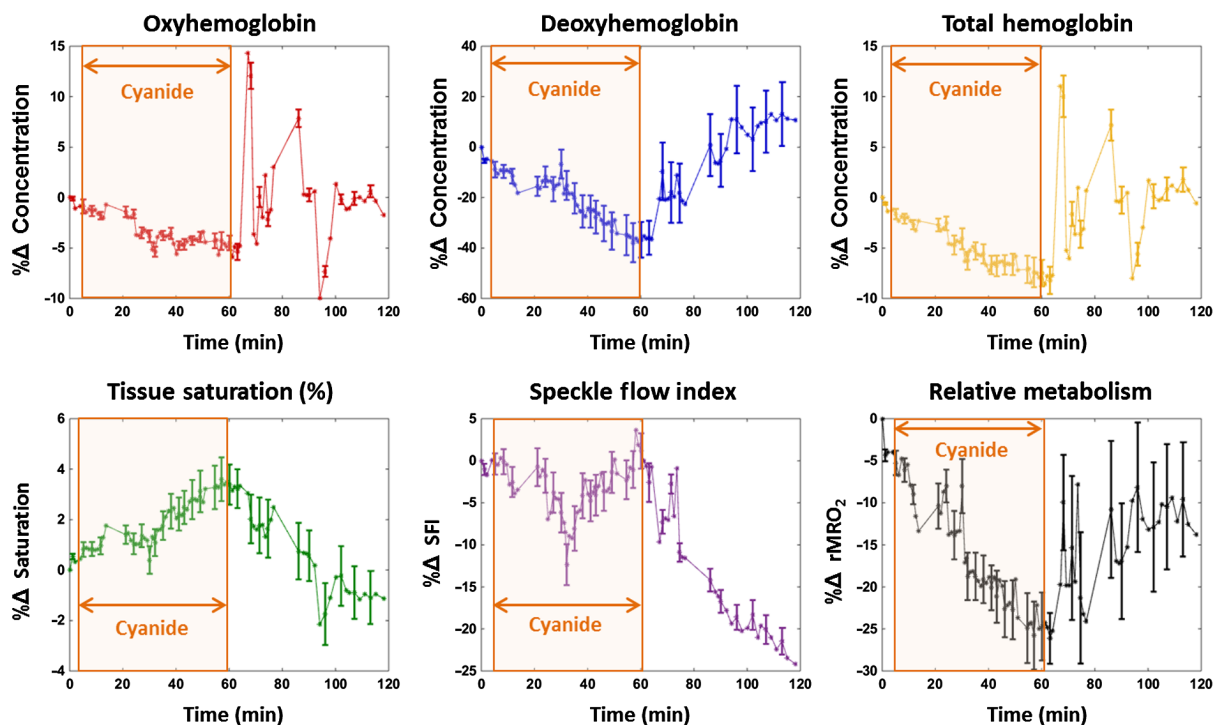 Oxyhemoglobin
Deoxyhemoglobin
Total hemoglobin
%Δ Concentration
15
10
5
0
−5
−10
Cyanide
0 20 40 60 80 100 120
Time (min)
%Δ Concentration
40
20
0
−20
−40
−60
Cyanide
0 20 40 60 80 100 120
Time (min)
%Δ Concentration
15
10
5
0
−5
−10
Cyanide
0 20 40 60 80 100 120
Time (min)
Tissue saturation (%)
Speckle flow index
Relative metabolism
%Δ Saturation
6
4
2
0
−2
−4
Cyanide
0 20 40 60 80 100 120
Time (min)
%Δ SFI
5
0
−5
−10
−15
−20
−25
Cyanide
0 20 40 60 80 100 120
Time (min)
%Δ rMRO₂
0
−5
−10
−15
−20
−25
−30
Cyanide
0 20 40 60 80 100 120
Time (min)